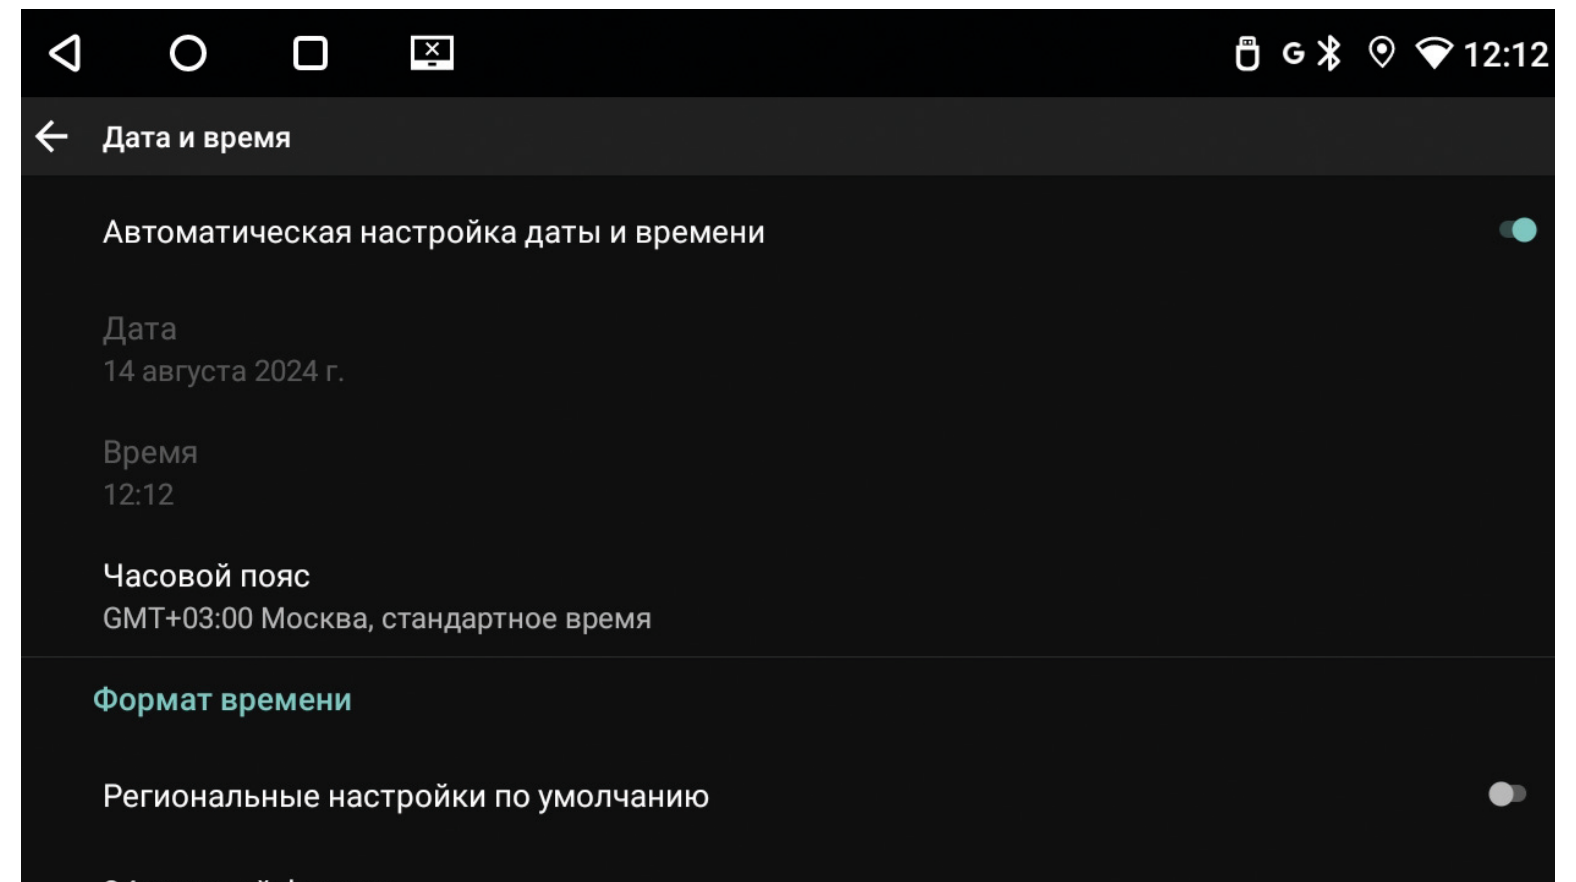 G 12:12
Дата и время
Автоматическая настройка даты и времени
Дата
14 августа 2024 г.
Время
12:12
Часовой пояс
GMT+03:00 Москва, стандартное время
Формат времени
Региональные настройки по умолчанию